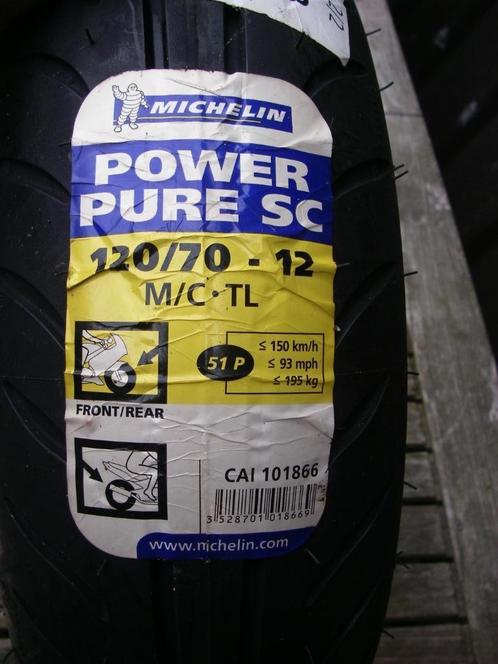 212
MICHELIN
POWER
PURE SC
120/70 - 12
M/C·TL
51 P
≤ 150 km/h
≤ 93 mph
≤ 195 kg
FRONT/REAR
CAI 101866
3 528701 018669
www.michelin.com